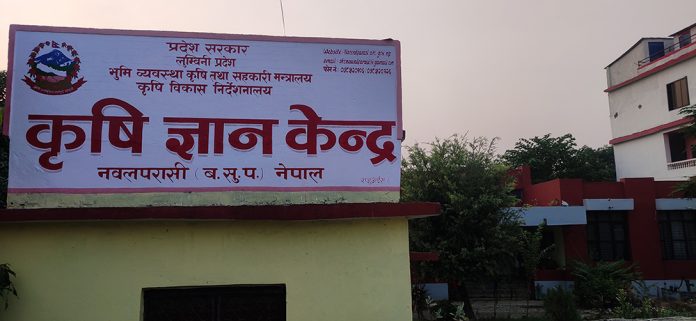 प्रदेश सरकार
लुम्बिनी प्रदेश
भूमि व्यवस्था कृषि तथा सहकारी मन्त्रालय
कृषि विकास निर्देशनालय
कृषि ज्ञान केन्द्र
नवलपरासी (ब.सु.प.) नेपाल